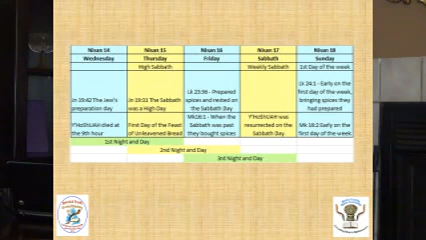 Nisan 14 Nisan 15 Nisan 16 Nisan 17 Nisan 18
Wednesday Thursday Friday Sabbath Sunday
High Sabbath Weekly Sabbath 1st Day of the week
Jn 19:42 The Jew's
preparation day
Jn 19:31 The Sabbath
was a High Day
Lk 23:56 - Prepared
spices and rested on
the Sabbath Day
Lk 24:1 - Early on the
first day of the week,
bringing spices they
had prepared
Y'HoSHUAH died at
the 9th hour
First Day of the Feast
of Unleavened Bread
Mk16:1 - When the
Sabbath was past
they bought spices
Y'HoSHUAH was
resurrected on the
Sabbath Day
Mk 16:2 Early on the
first day of the week
1st Night and Day
2nd Night and Day
3rd Night and Day